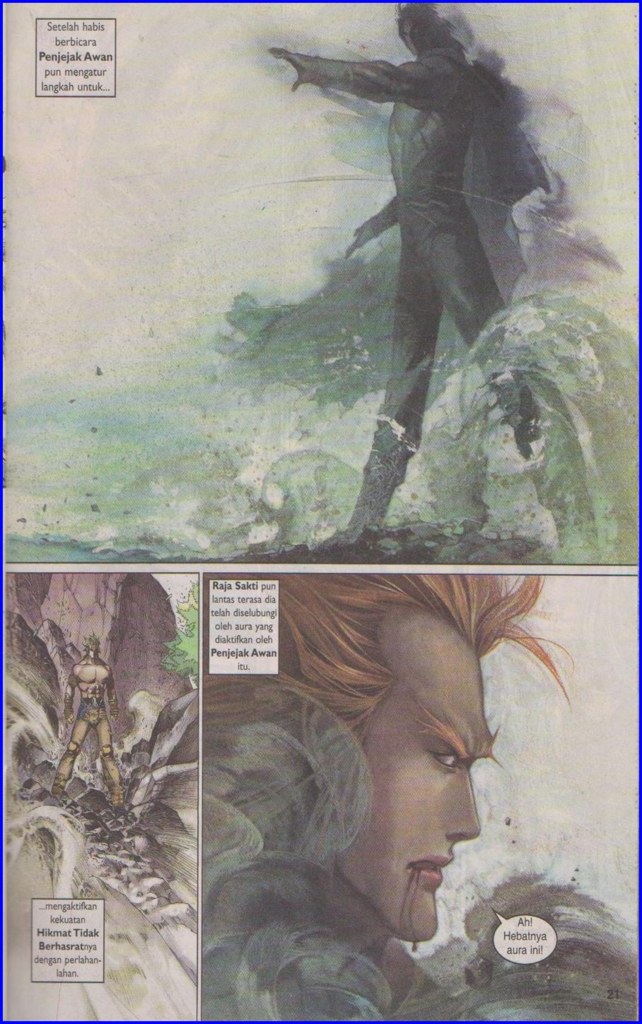 Setelah habis
berbicara
Penjejak Awan
pun mengatur
langkah untuk...
...mengaktifkan
kekuatan
Hikmat Tidak
Berhasratnya
dengan perlahan-
lahan.
Raja Sakti pun
lantas terasa dia
telah diselubungi
oleh aura yang
diaktifkan oleh
Penjejak Awan
itu.
Ah!
Hebatnya
aura ini!
21